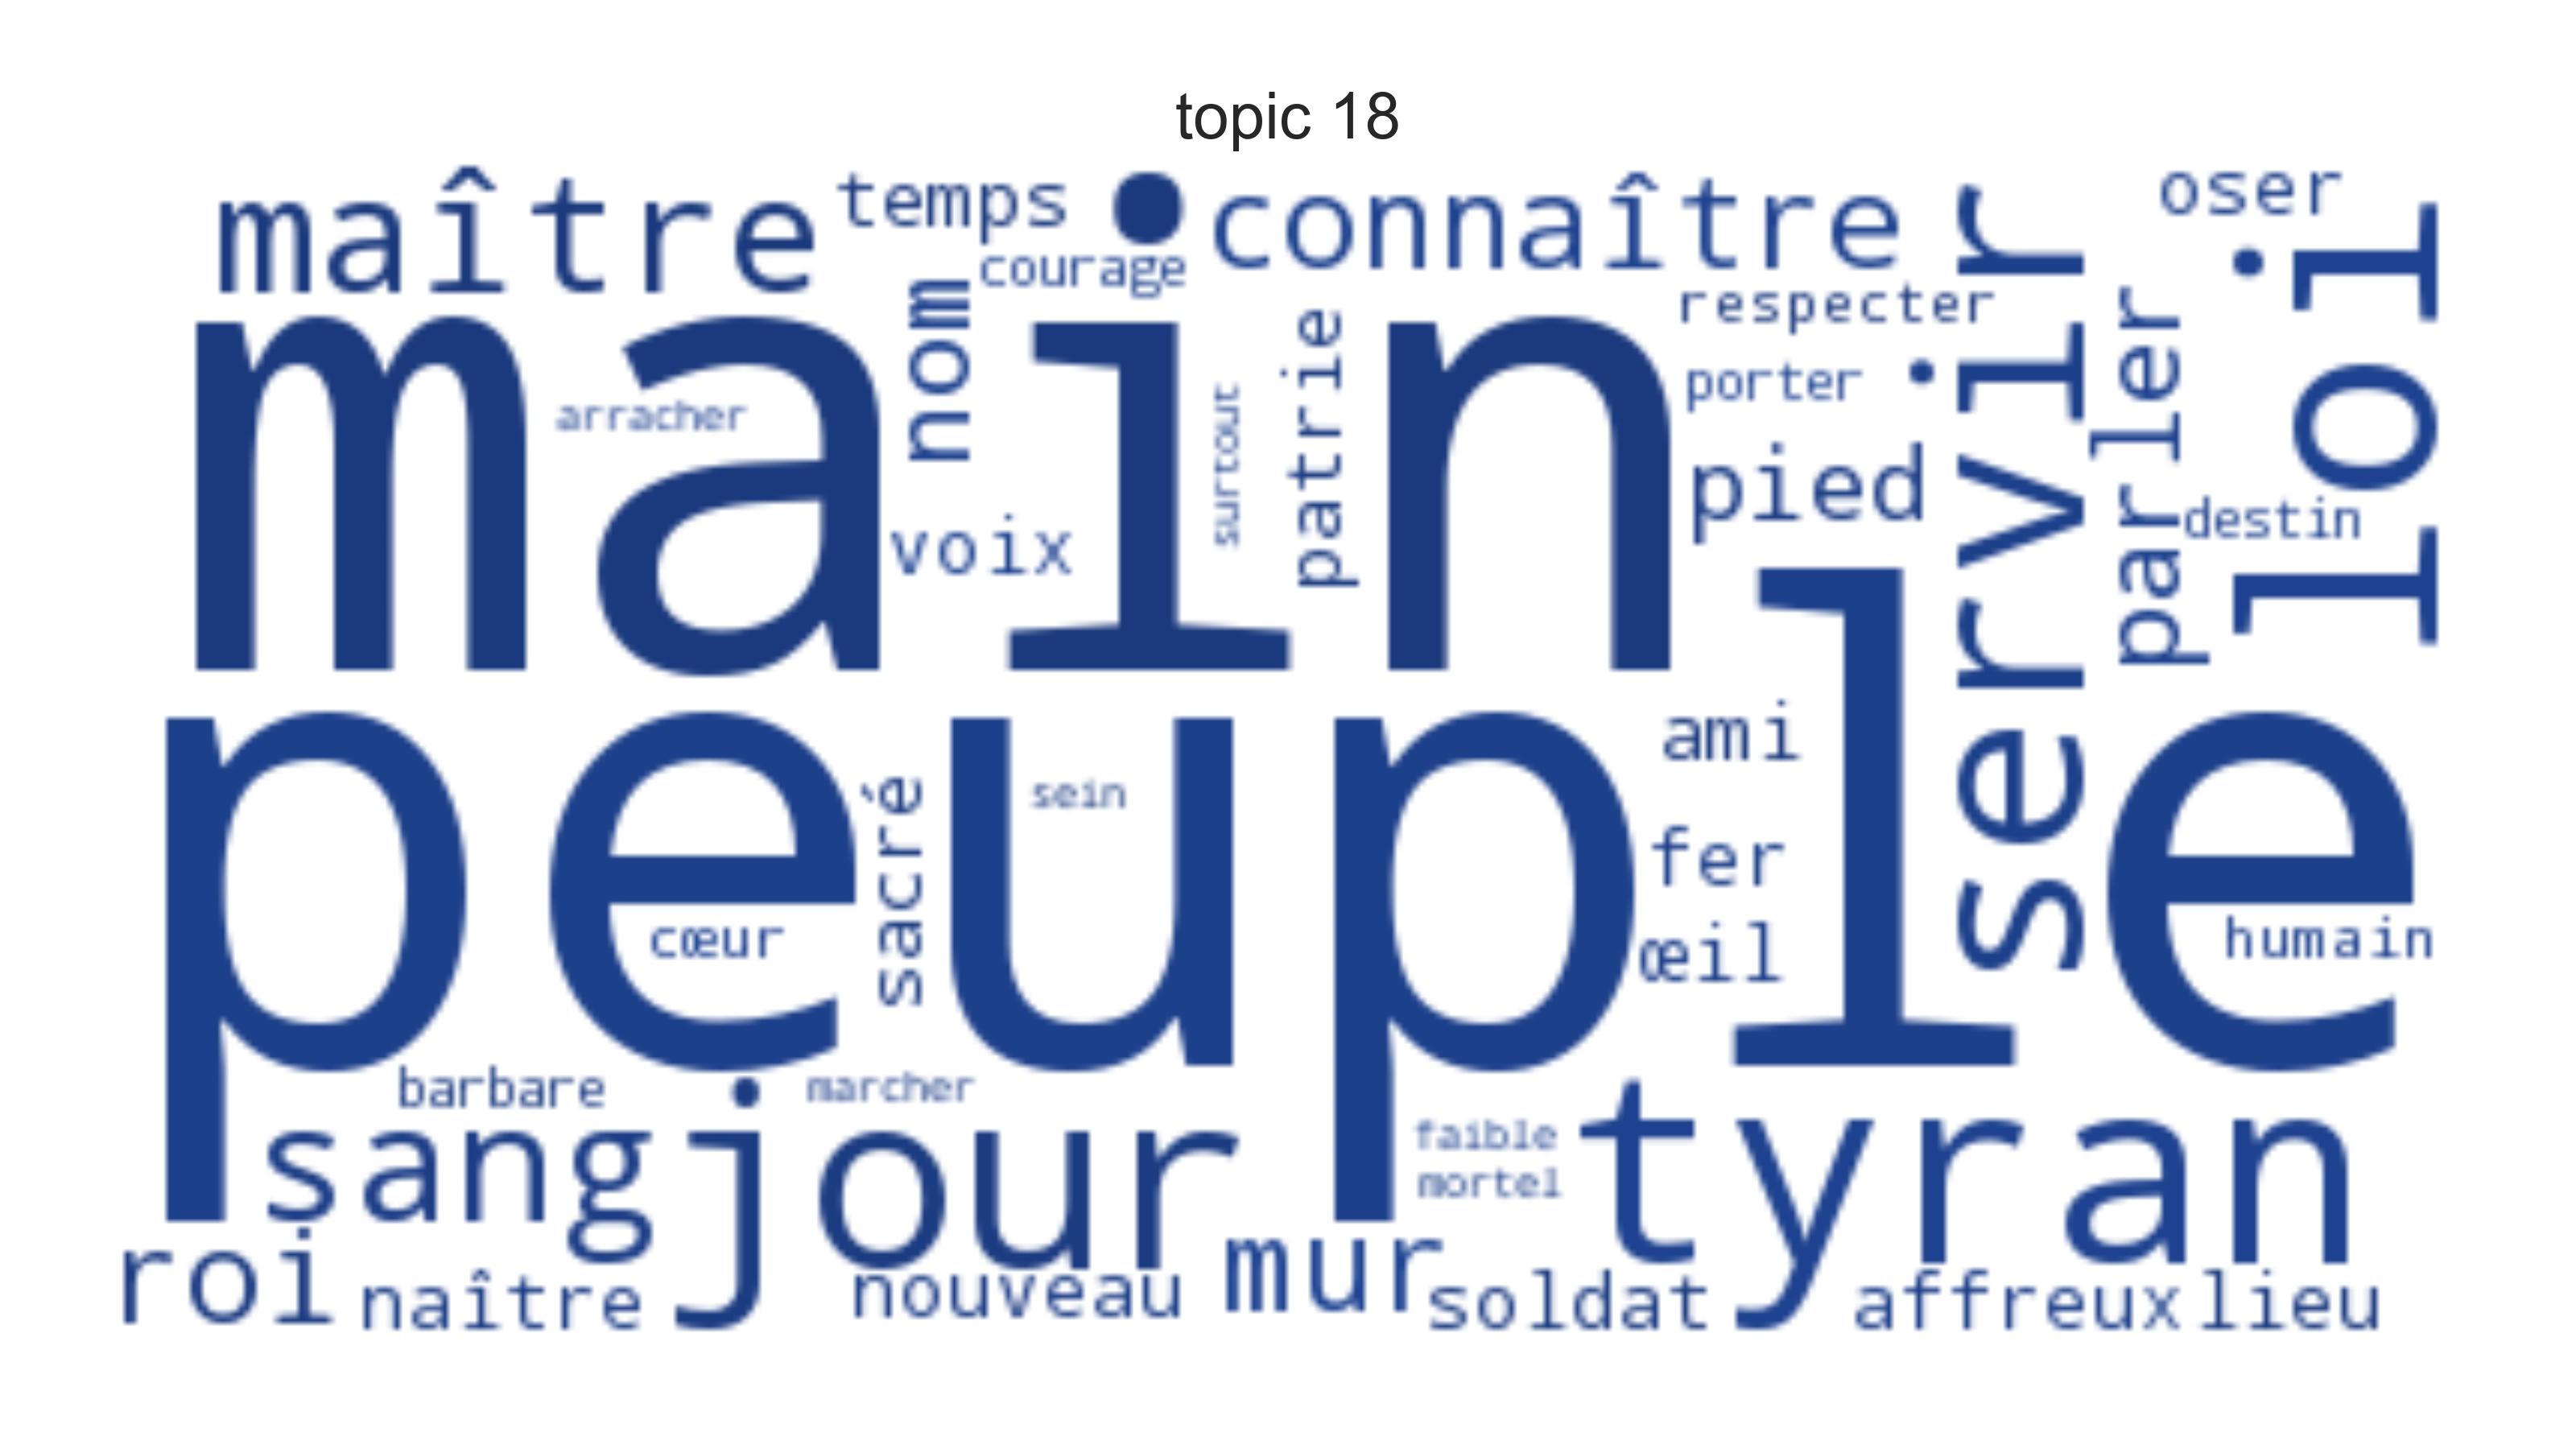 topic 18
maître
temps
connaître
oser
courage
respecter
nom
main
arracher
surtout
patrie
porter
servir
parler
loi
pied
voix
destin
peuple
ami
sein
sacré
fer
cœur
œil
humain
barbare
marcher
sang
jour
faible
mortel
tyran
roi
naître
nouveau
mur
soldat
affreux
lieu